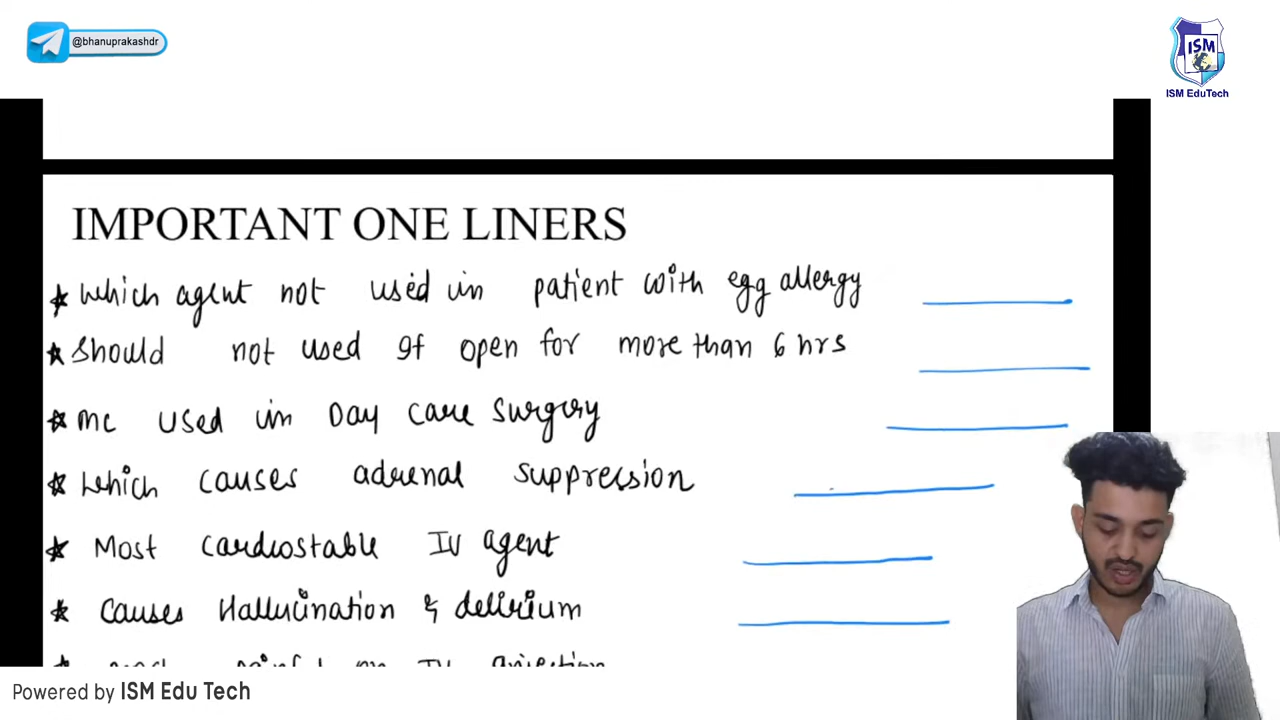 @bhanuprakashdr
ISM
ISM EduTech
IMPORTANT ONE LINERS
Which agent not used in patient with egg allergy
Should not used If open for more than 6 hrs
MC used in Day care surgery
Which causes adrenal suppression
Most cardiostable IV agent
Causes Hallucination & delirium
IV
Powered by ISM Edu Tech